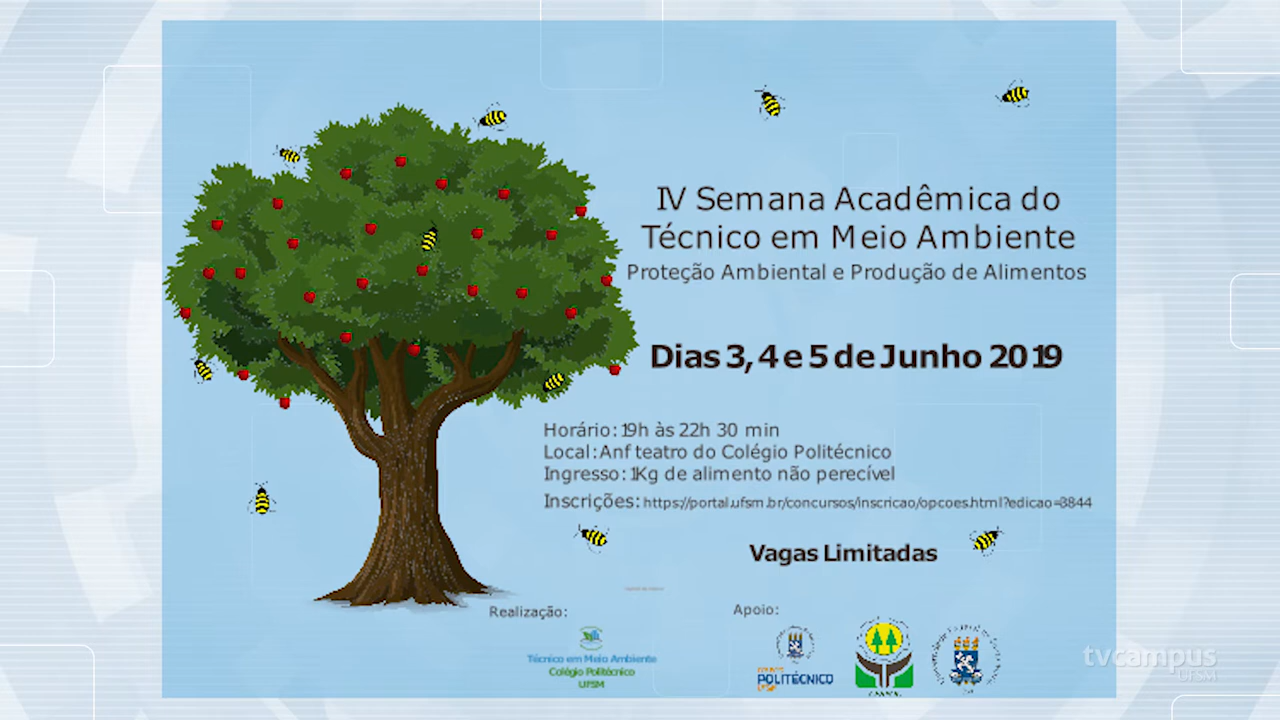 IV Semana Acadêmica do
Técnico em Meio Ambiente
Proteção Ambiental e Produção de Alimentos
Dias 3, 4 e 5 de Junho 2019
Horário: 19h às 22h 30 min
Local: Anf teatro do Colégio Politécnico
Ingresso: 1Kg de alimento não perecível
Inscrições: https://portal.ufsm.br/concursos/inscricao/opcoes.html?edicao=3844
Vagas Limitadas
Realização:
Apoio:
Técnico em Meio Ambiente
Colégio Politécnico
UFSM
POLITÉCNICO
tvcampus
UFSM